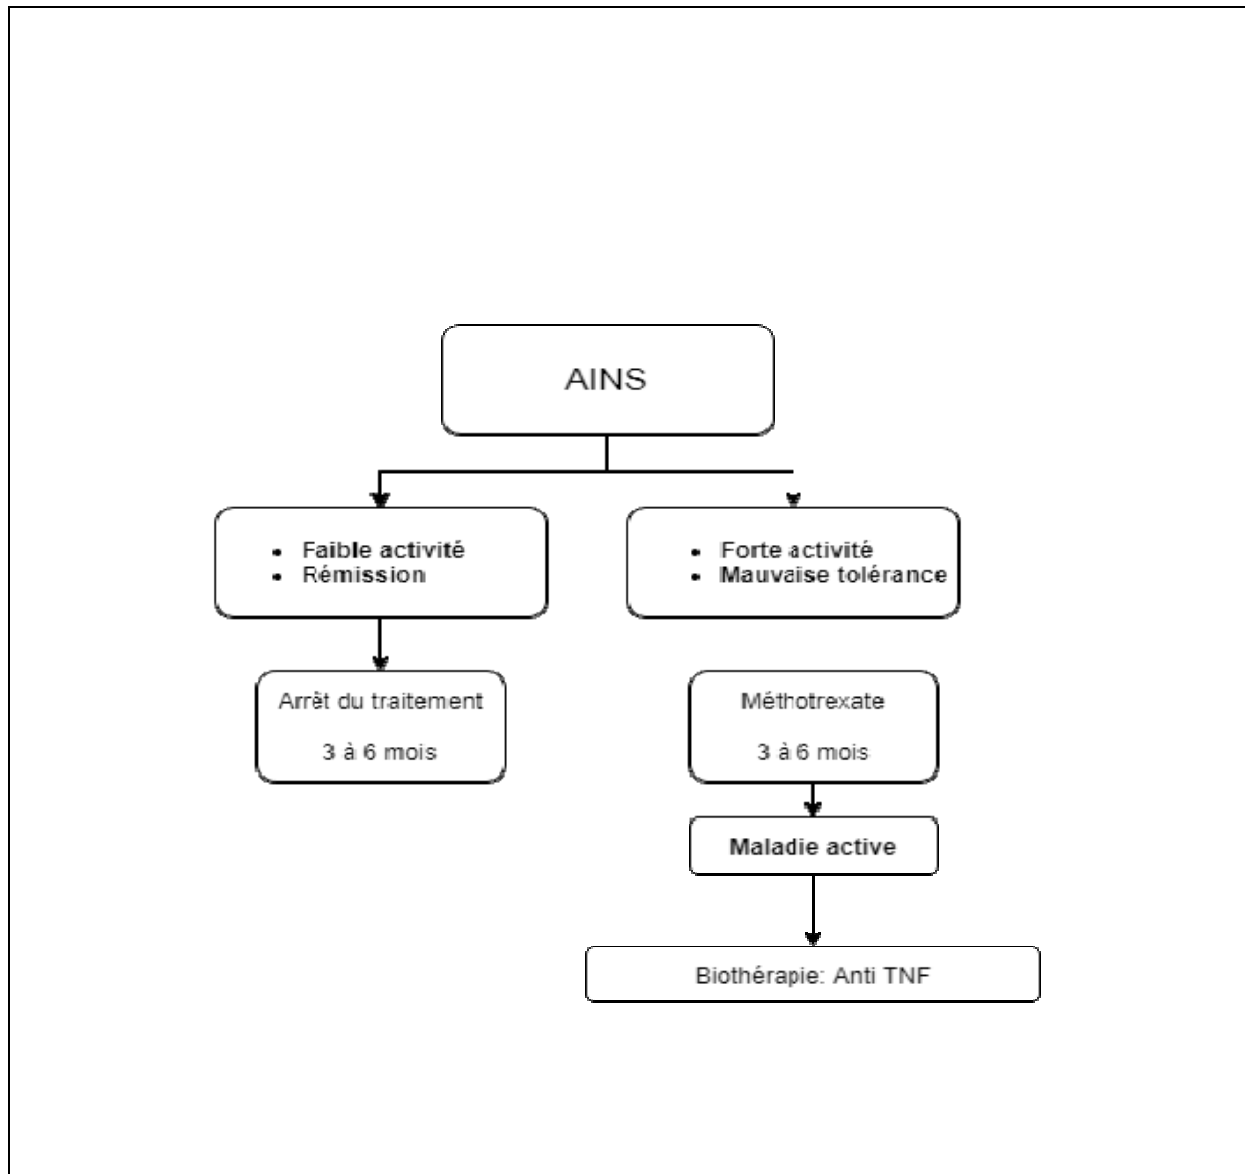 AINS
• Faible activité
• Rémission
• Forte activité
• Mauvaise tolérance
Arrêt du traitement
3 à 6 mois
Méthotrexate
3 à 6 mois
Maladie active
Biothérapie: Anti TNF